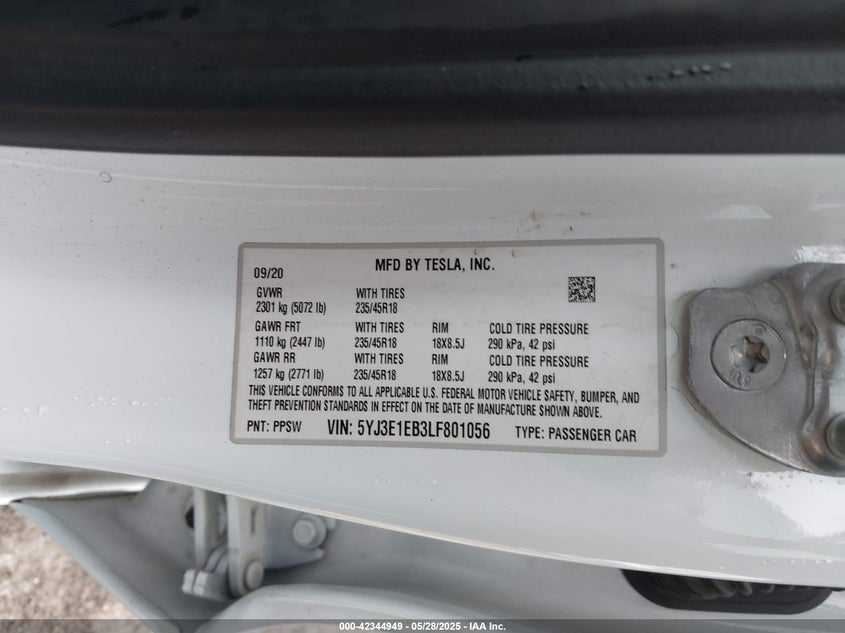 09/20 MFD BY TESLA, INC.
GVWR WITH TIRES
2301 kg (5072 lb) 235/45R18
GAWR FRT WITH TIRES RIM COLD TIRE PRESSURE
1110 kg (2447 lb) 235/45R18 18X8.5J 290 kPa, 42 psi
GAWR RR WITH TIRES RIM COLD TIRE PRESSURE
1257 kg (2771 lb) 235/45R18 18X8.5J 290 kPa, 42 psi
THIS VEHICLE CONFORMS TO ALL APPLICABLE U.S. FEDERAL MOTOR VEHICLE SAFETY, BUMPER, AND
THEFT PREVENTION STANDARDS IN EFFECT ON THE DATE OF MANUFACTURE SHOWN ABOVE.
PNT: PPSW VIN: 5YJ3E1EB3LF801056 TYPE: PASSENGER CAR
000-42344949 - 05/28/2025 - IAA Inc.